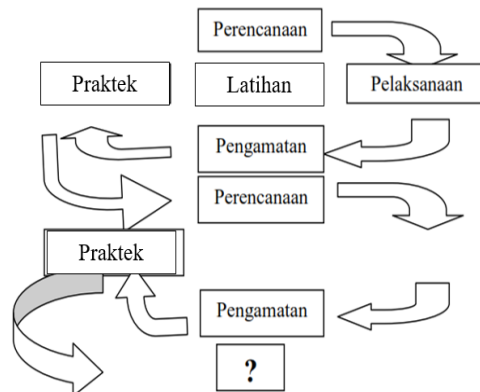 Perencanaan
Praktek
Latihan
Pelaksanaan
Pengamatan
Perencanaan
Praktek
Pengamatan
?